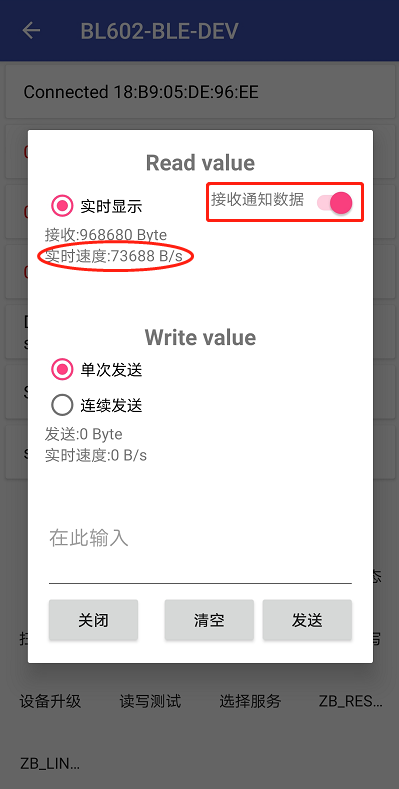 BL602-BLE-DEV
Connected 18:B9:05:DE:96:EE
Read value
实时显示
接收通知数据
接收:968680 Byte
实时速度:73688 B/s
Write value
单次发送
连续发送
发送:0 Byte
实时速度:0 B/s
在此输入
关闭 清空 发送
设备升级 读写测试 选择服务 ZB_RES...
ZB_LIN...